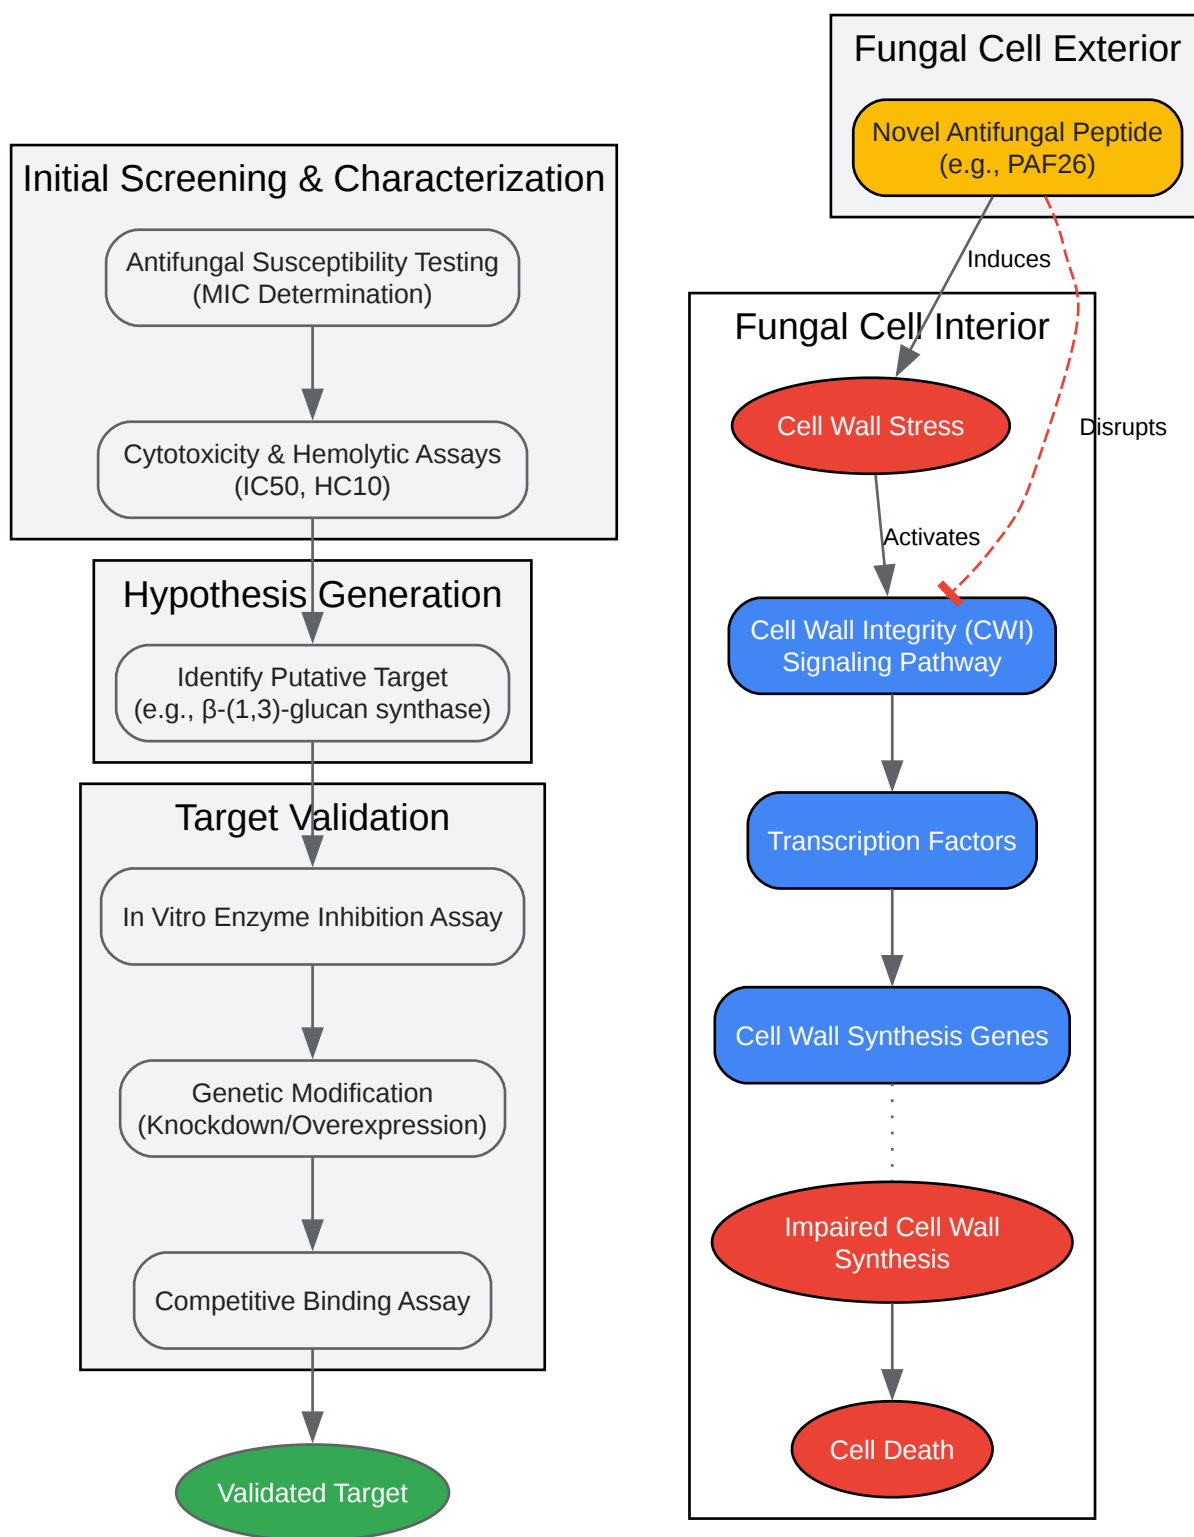 Initial Screening & Characterization
Antifungal Susceptibility Testing
(MIC Determination)
Cytotoxicity & Hemolytic Assays
(IC50, HC10)
Hypothesis Generation
Identify Putative Target
(e.g., β-(1,3)-glucan synthase)
Target Validation
In Vitro Enzyme Inhibition Assay
Genetic Modification
(Knockdown/Overexpression)
Competitive Binding Assay
Validated Target
Fungal Cell Exterior
Novel Antifungal Peptide
(e.g., PAF26)
Induces
Fungal Cell Interior
Cell Wall Stress
Disrupts
Activates
Cell Wall Integrity (CWI)
Signaling Pathway
Transcription Factors
Cell Wall Synthesis Genes
Impaired Cell Wall
Synthesis
Cell Death